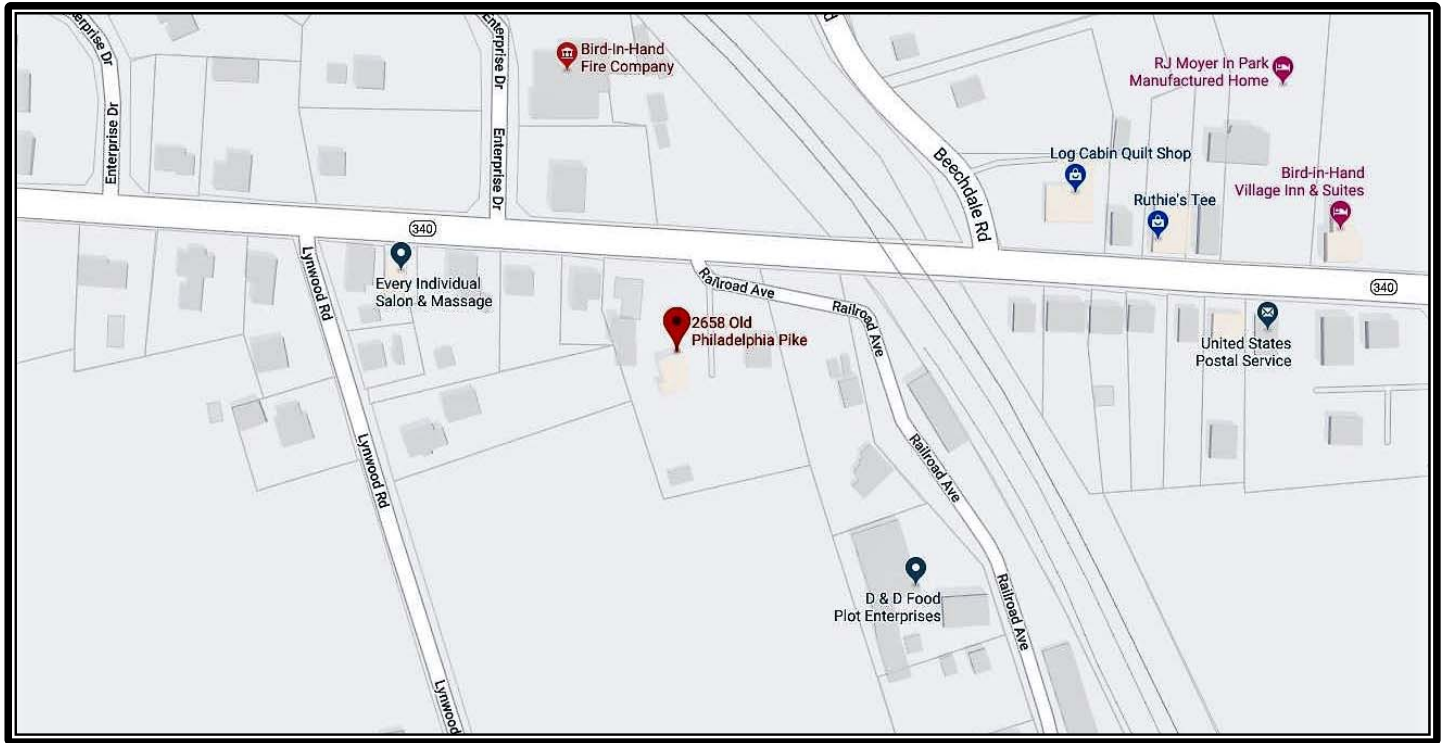 Enterprise Dr
Enterprise Dr
Enterprise Dr
Enterprise Dr
Bird-In-Hand
Fire Company
d
RJ Moyer In Park
Manufactured Home
Beechdale Rd
Log Cabin Quilt Shop
Bird-in-Hand
Village Inn & Suites
Ruthie's Tee
340
Lynwood Rd
Every Individual
Salon & Massage
Railroad Ave
340
Railroad Ave
2658 Old
Philadelphia Pike
United States
Postal Service
Lynwood Rd
Railroad Ave
D & D Food
Plot Enterprises
Railroad Ave
Lynwood